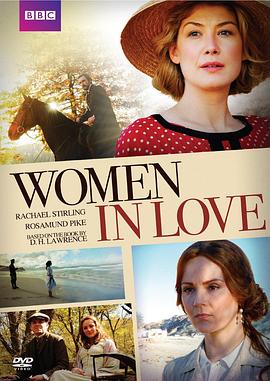 BBC
WOMEN
IN LOVE
RACHAEL STIRLING
ROSAMUND PIKE
BASED ON THE BOOK BY
D.H. LAWRENCE
DVD
VIDEO